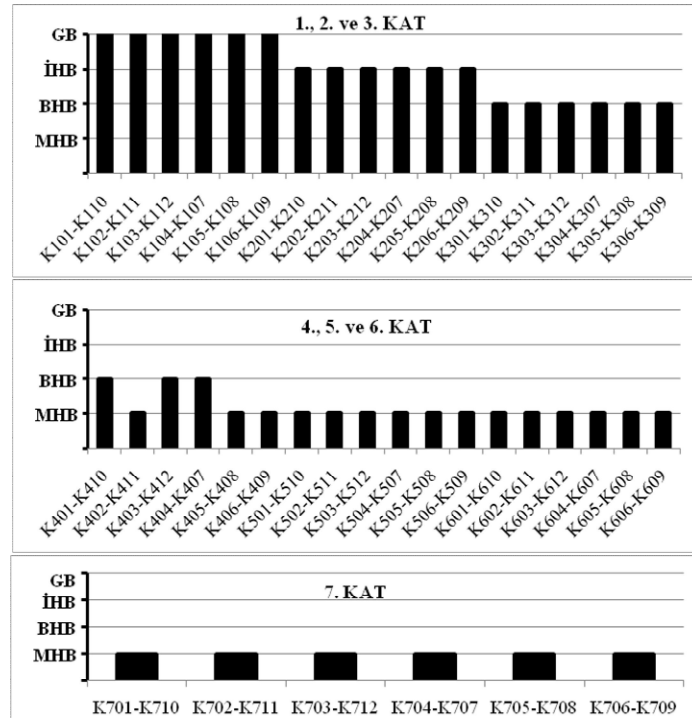 1., 2. ve 3. KAT
GB
İHB
BHB
MHB
K101-K110
K102-K111
K103-K112
K104-K107
K105-K108
K106-K109
K201-K210
K202-K211
K203-K212
K204-K207
K205-K208
K206-K209
K301-K310
K302-K311
K303-K312
K304-K307
K305-K308
K306-K309
4., 5. ve 6. KAT
GB
İHB
BHB
MHB
K401-K410
K402-K411
K403-K412
K404-K407
K405-K408
K406-K409
K501-K510
K502-K511
K503-K512
K504-K507
K505-K508
K506-K509
K601-K610
K602-K611
K603-K612
K604-K607
K605-K608
K606-K609
7. KAT
GB
İHB
BHB
MHB
K701-K710 K702-K711 K703-K712 K704-K707 K705-K708 K706-K709